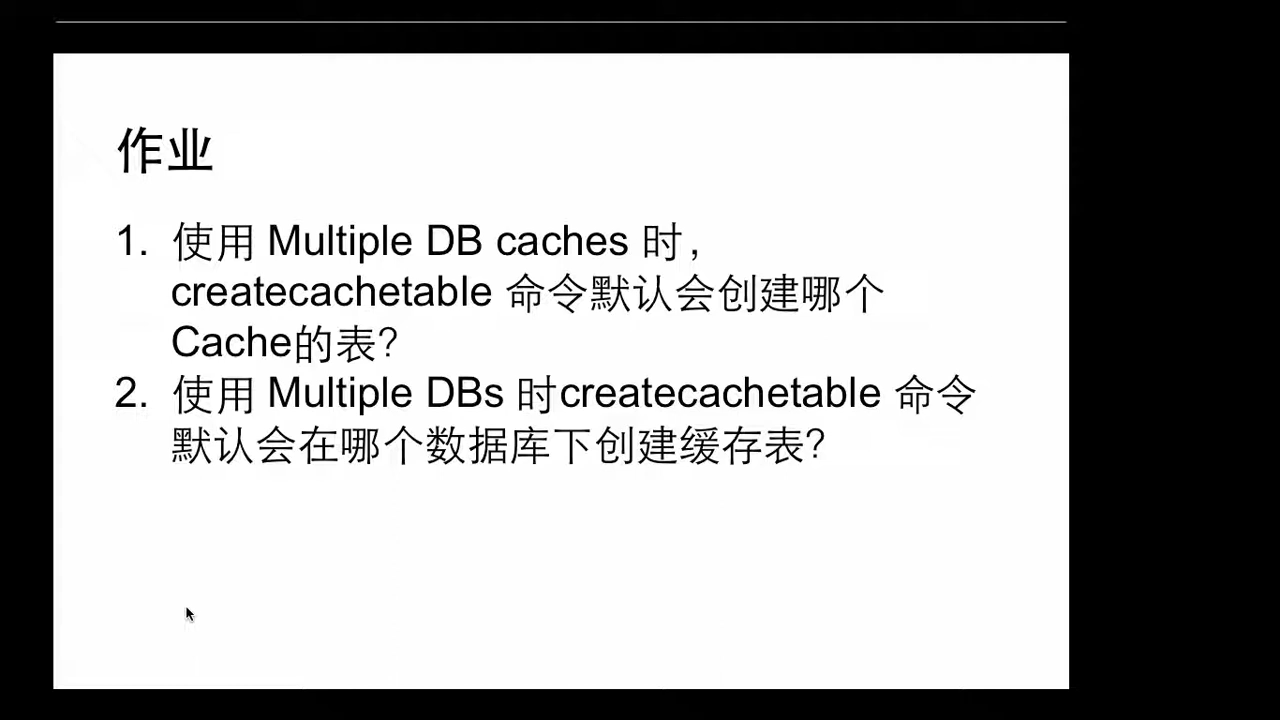 作业
1. 使用 Multiple DB caches 时，
createcachetable 命令默认会创建哪个
Cache的表？
2. 使用 Multiple DBs 时createcachetable 命令
默认会在哪个数据库下创建缓存表？